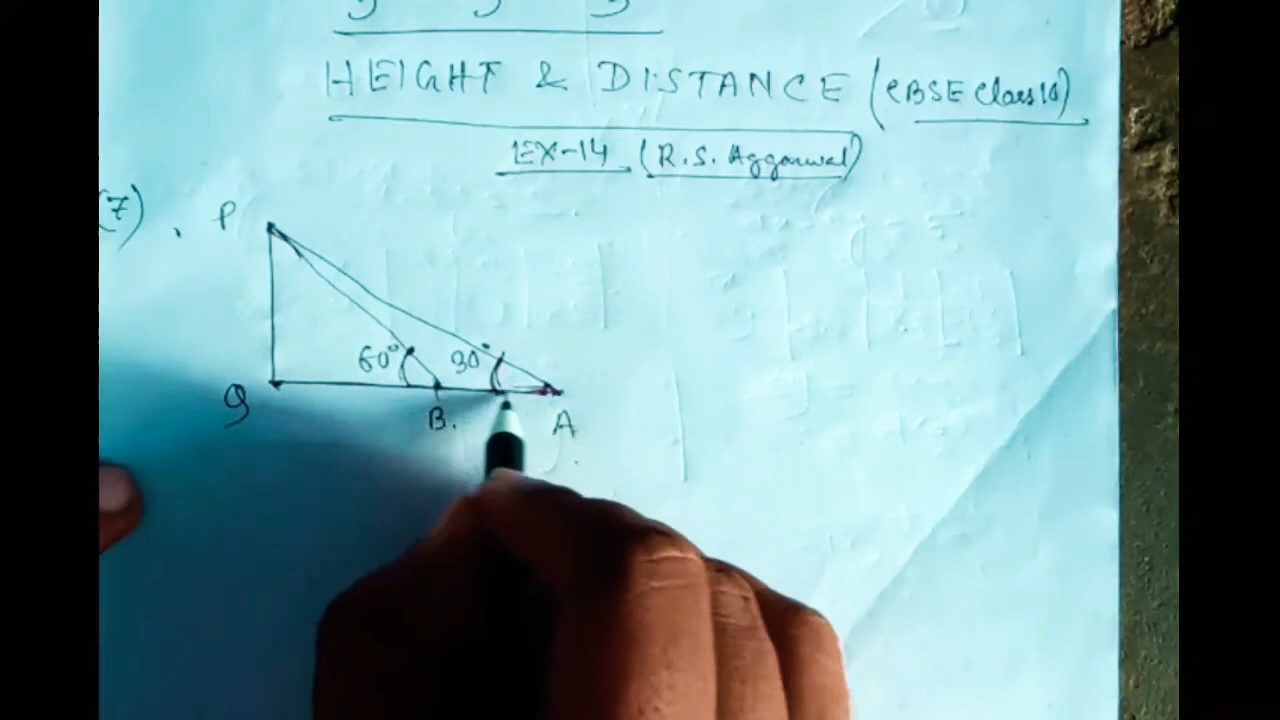 HEIGHT & DISTANCE (CBSE Class 10)
EX-14 (R.S. Aggarwal)
(7).
P
60° 30°
Q B. A